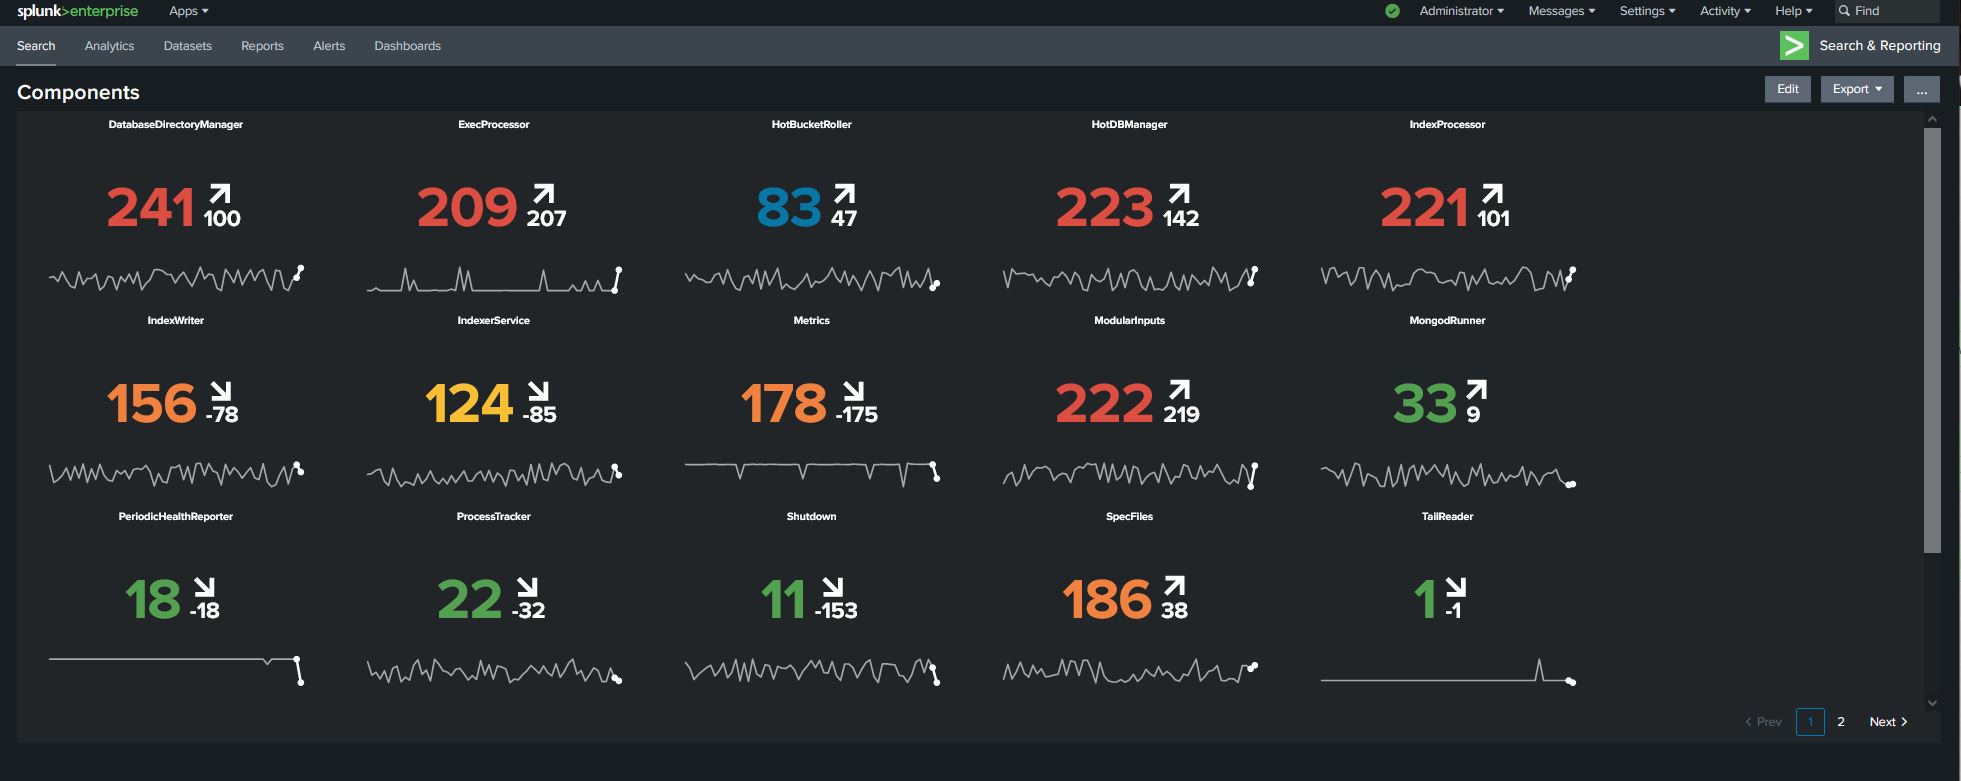 splunk>enterprise Apps Administrator Messages Settings Activity Help Find
Search Analytics Datasets Reports Alerts Dashboards Search & Reporting
Components Edit Export ...
DatabaseDirectoryManager ExecProcessor HotBucketRoller HotDBManager IndexProcessor
241 100 209 207 83 47 223 142 221 101
IndexWriter IndexerService Metrics ModularInputs MongodRunner
156 -78 124 -85 178 -175 222 219 33 9
PeriodicHealthReporter ProcessTracker Shutdown SpecFiles TailReader
18 -18 22 -32 11 -153 186 38 1 -1
< Prev 1 2 Next >